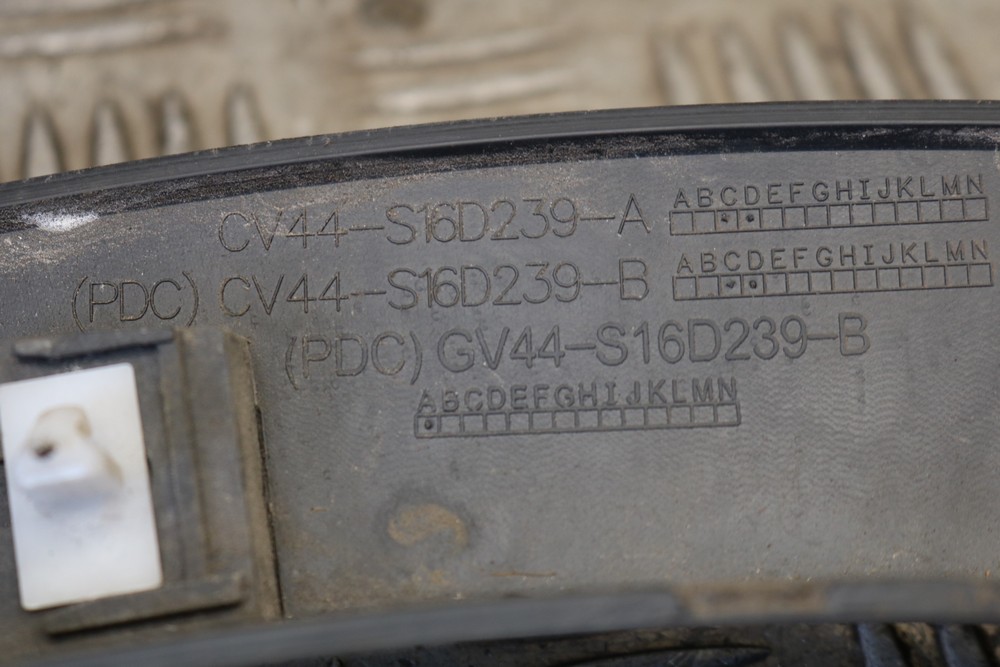 CV44-S16D239-A ABCDEFGHIJKLMN
(PDC) CV44-S16D239-B ABCDEFGHIJKLMN
(PDC) GV44-S16D239-B
ABCDEFGHIJKLMN